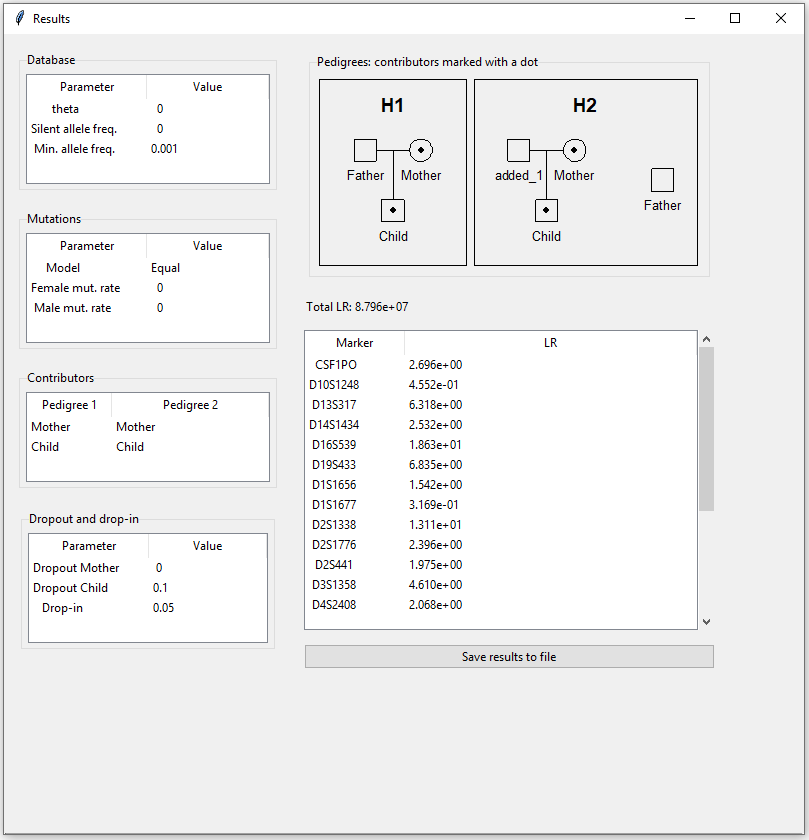 Results
Database
Parameter Value
theta 0
Silent allele freq. 0
Min. allele freq. 0.001
Mutations
Parameter Value
Model Equal
Female mut. rate 0
Male mut. rate 0
Contributors
Pedigree 1 Pedigree 2
Mother Mother
Child Child
Dropout and drop-in
Parameter Value
Dropout Mother 0
Dropout Child 0.1
Drop-in 0.05
Pedigrees: contributors marked with a dot
H1 H2
Father Mother added_1 Mother
Father
Child Child
Total LR: 8.796e+07
Marker LR
CSF1PO 2.696e+00
D10S1248 4.552e-01
D13S317 6.318e+00
D14S1434 2.532e+00
D16S539 1.863e+01
D19S433 6.835e+00
D1S1656 1.542e+00
D1S1677 3.169e-01
D2S1338 1.311e+01
D2S1776 2.396e+00
D2S441 1.975e+00
D3S1358 4.610e+00
D4S2408 2.068e+00
Save results to file